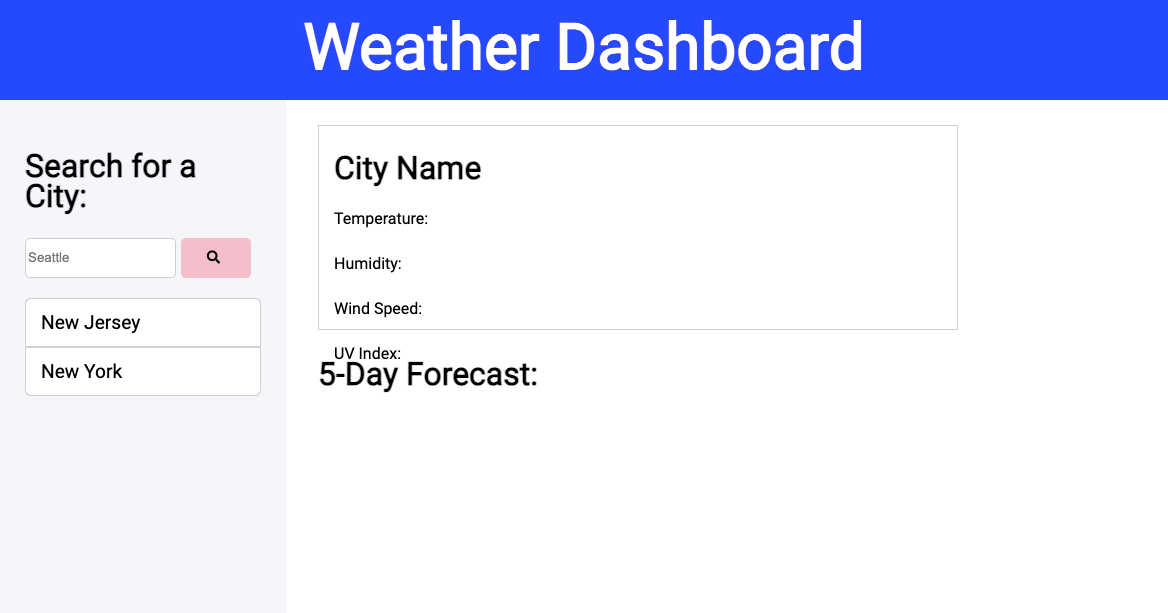 Weather Dashboard
Search for a
City:
Seattle
New Jersey
New York
City Name
Temperature:
Humidity:
Wind Speed:
UV Index:
5-Day Forecast: